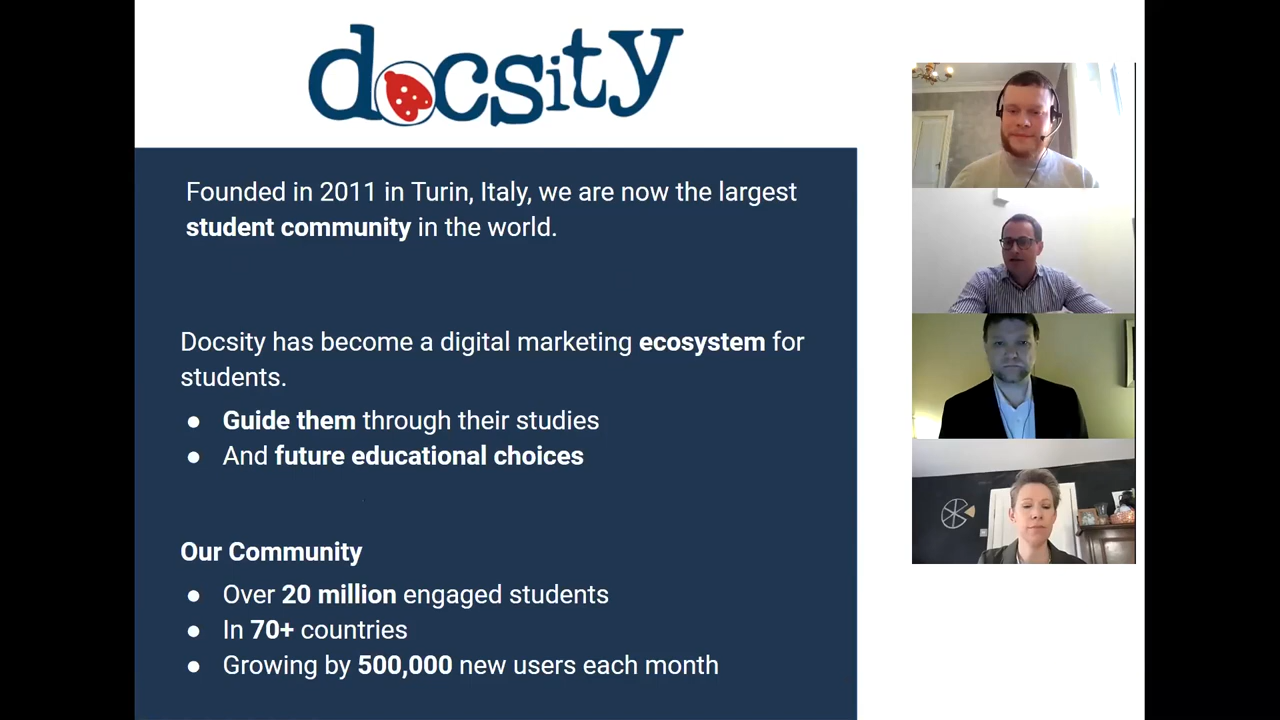 docsity
Founded in 2011 in Turin, Italy, we are now the largest
student community in the world.
Docsity has become a digital marketing ecosystem for
students.
● Guide them through their studies
● And future educational choices
Our Community
● Over 20 million engaged students
● In 70+ countries
● Growing by 500,000 new users each month